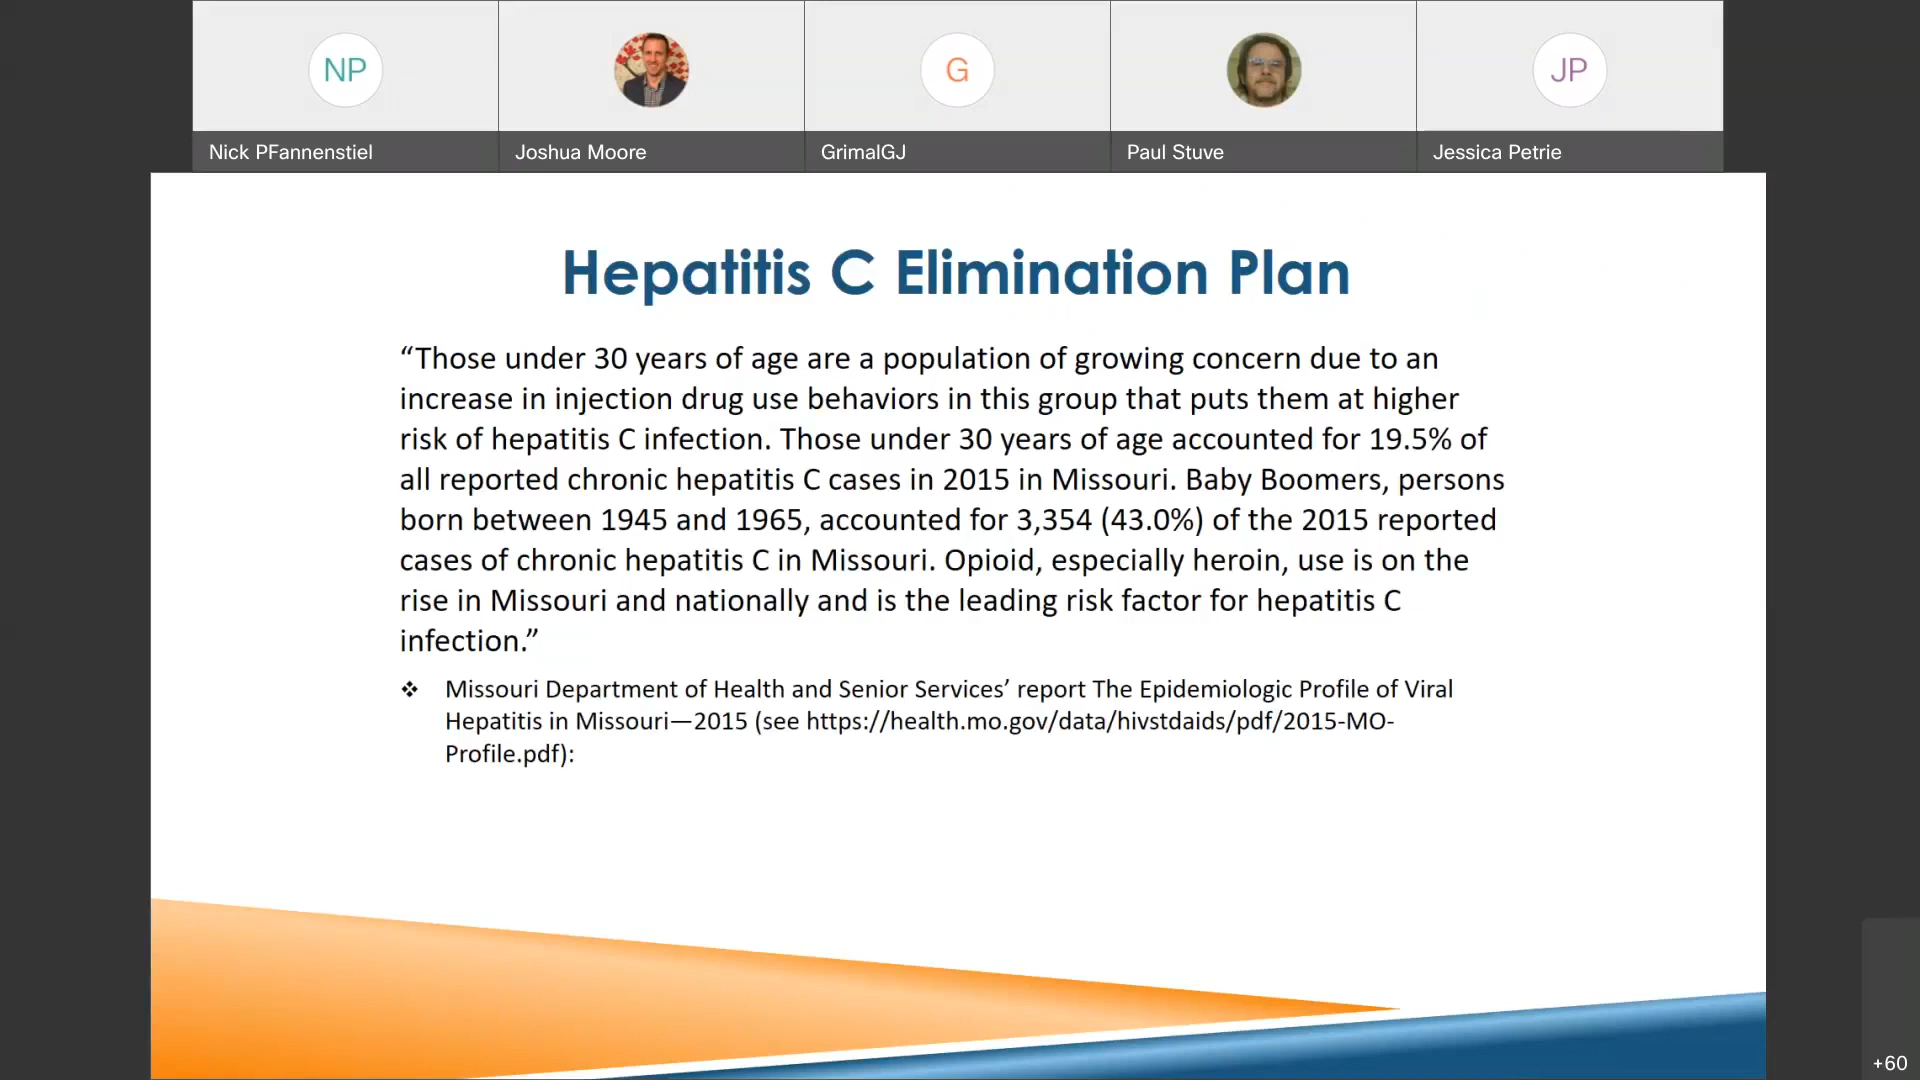 NP
G
JP
Nick PFannenstiel
Joshua Moore
GrimalGJ
Paul Stuve
Jessica Petrie
Hepatitis C Elimination Plan
“Those under 30 years of age are a population of growing concern due to an
increase in injection drug use behaviors in this group that puts them at higher
risk of hepatitis C infection. Those under 30 years of age accounted for 19.5% of
all reported chronic hepatitis C cases in 2015 in Missouri. Baby Boomers, persons
born between 1945 and 1965, accounted for 3,354 (43.0%) of the 2015 reported
cases of chronic hepatitis C in Missouri. Opioid, especially heroin, use is on the
rise in Missouri and nationally and is the leading risk factor for hepatitis C
infection.”
❖ Missouri Department of Health and Senior Services’ report The Epidemiologic Profile of Viral
Hepatitis in Missouri—2015 (see https://health.mo.gov/data/hivstdaids/pdf/2015-MO-
Profile.pdf):
+60